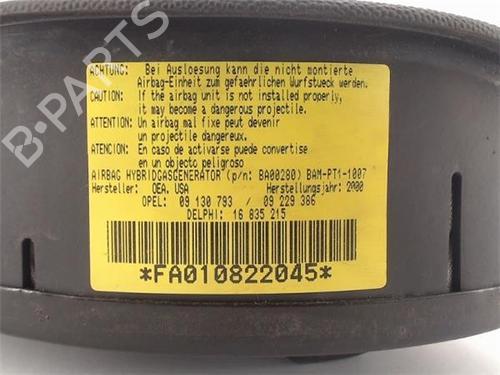 ACHTUNG: Bei Ausloesung kann die nicht montierte
Airbag-Einheit zum gefaehrlichen Wurfstueck werden.
CAUTION: If the airbag unit is not installed properly,
it may become a dangerous projectile.
ATTENTION: Un airbag mal fixe peut devenir
un projectile dangereux.
ATENCION: En caso de activarse puede convertise
en un objecto peligroso
AIRBAG HYBRIDGASGENERATOR (p/n: BA00280) BAM-PT1-1007
Hersteller: OEA, USA Herstellungsjahr: 2000
OPEL: 09 130 793 / 09 229 386
DELPHI: 16 835 215
*FA010822045*
B-PARTS